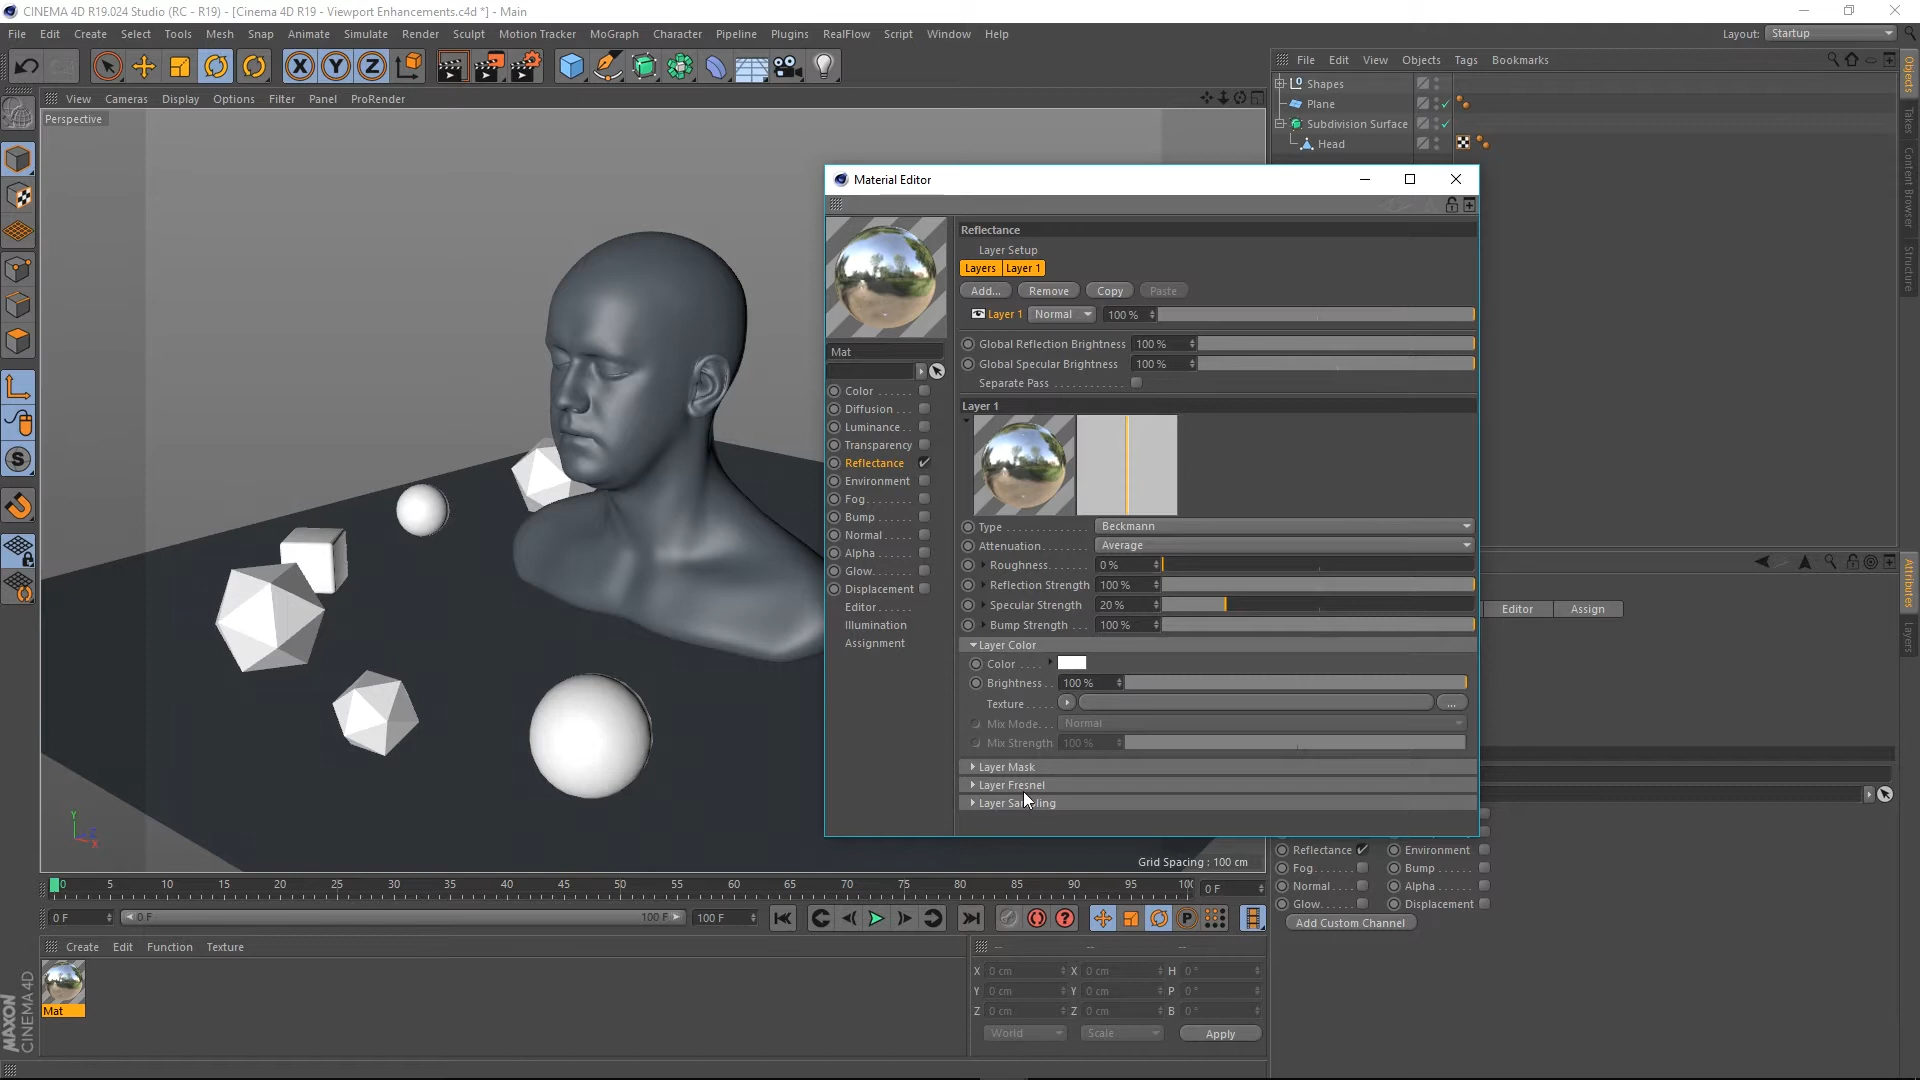 CINEMA 4D R19.024 Studio (RC - R19) - [Cinema 4D R19 - Viewport Enhancements.c4d *] - Main
File Edit Create Select Tools Mesh Snap Animate Simulate Render Sculpt Motion Tracker MoGraph Character Pipeline Plugins RealFlow Script Window Help
Layout: Startup
X Y Z
File Edit View Objects Tags Bookmarks
View Cameras Display Options Filter Panel ProRender
Perspective
Shapes
Plane
Subdivision Surface
Head
Objects
Takes
Content Browser
Structure
Material Editor
Reflectance
Layer Setup
Layers Layer 1
Add... Remove Copy Paste
Layer 1 Normal 100 %
Mat
Global Reflection Brightness 100 %
Global Specular Brightness 100 %
Separate Pass
Color
Diffusion
Luminance
Transparency
Reflectance
Environment
Fog
Bump
Normal
Alpha
Glow
Displacement
Editor
Illumination
Assignment
Layer 1
Type Beckmann
Attenuation Average
Roughness 0 %
Reflection Strength 100 %
Specular Strength 20 %
Bump Strength 100 %
Layer Color
Color
Brightness 100 %
Texture ...
Mix Mode Normal
Mix Strength 100 %
Layer Mask
Layer Fresnel
Layer Sampling
Attributes
Layers
Editor Assign
Reflectance Environment
Fog Bump
Normal Alpha
Glow Displacement
Add Custom Channel
Y
Z
X
Grid Spacing : 100 cm
0 5 10 15 20 25 30 35 40 45 50 55 60 65 70 75 80 85 90 95 100 0 F
0 F 0 F 100 F 100 F
P
Create Edit Function Texture
-- -- --
X 0 cm X 0 cm H 0 °
Y 0 cm Y 0 cm P 0 °
Z 0 cm Z 0 cm B 0 °
World Scale Apply
Mat
MAXON
CINEMA 4D